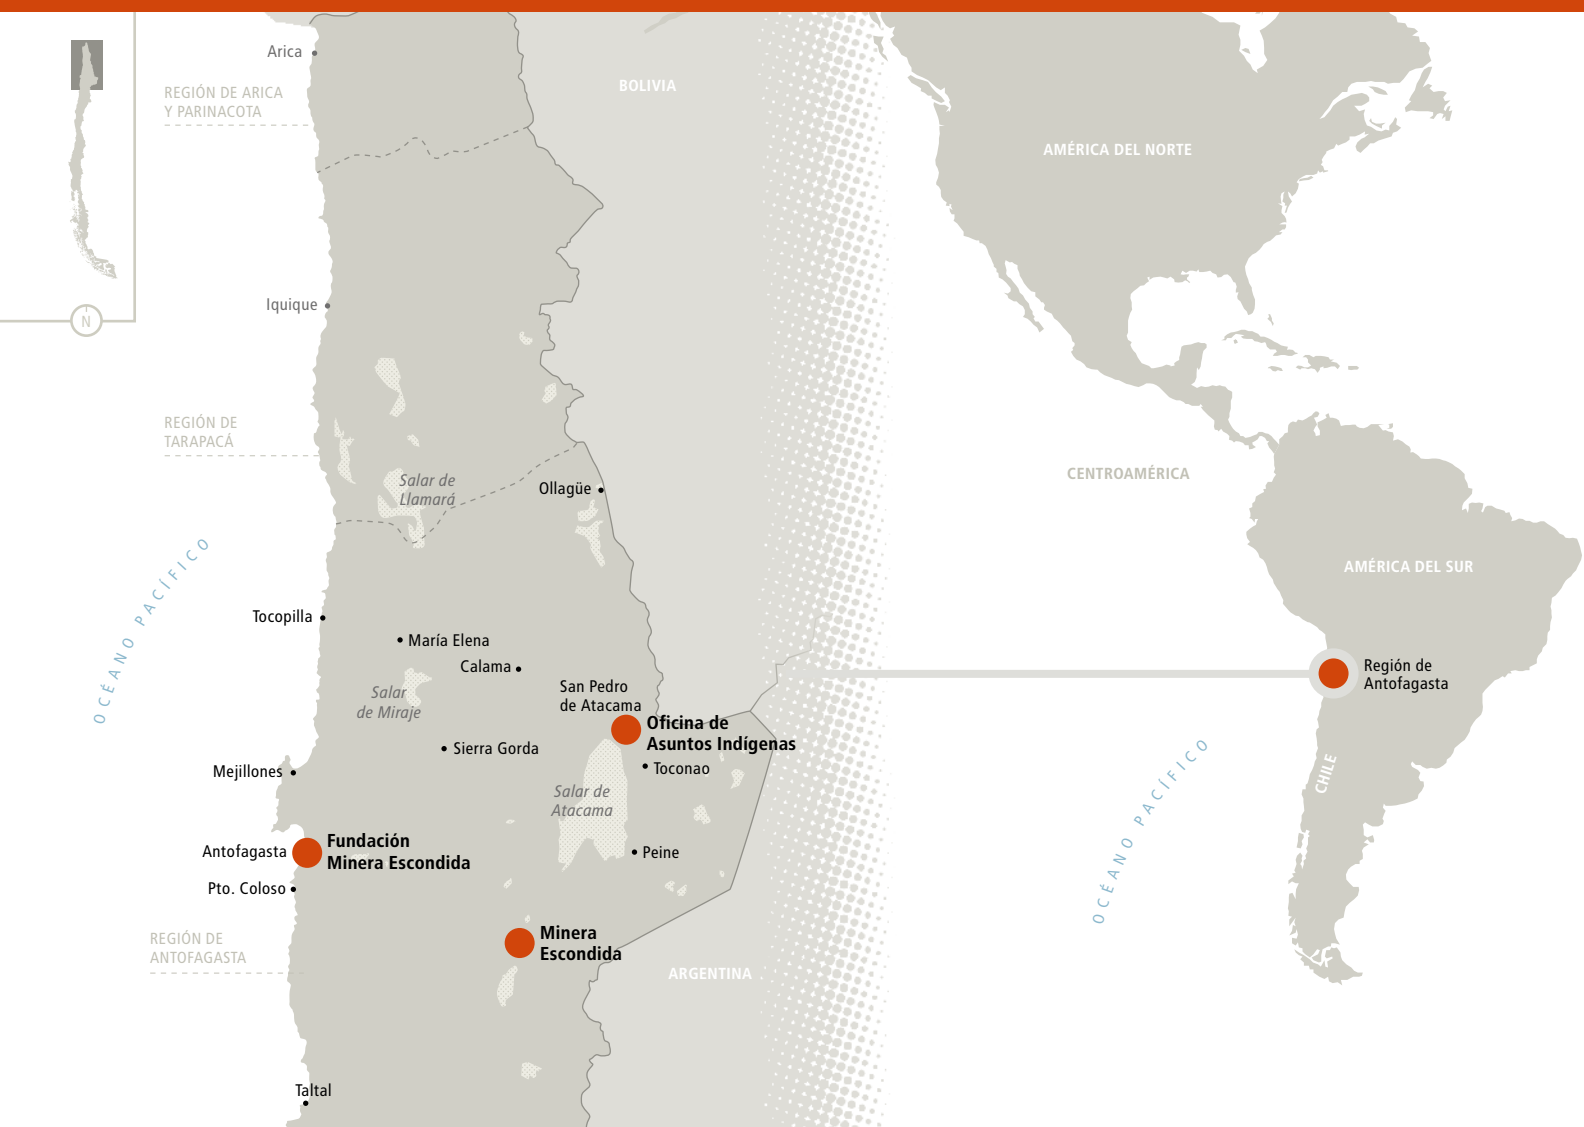 Arica
REGIÓN DE ARICA
Y PARINACOTA
BOLIVIA
AMÉRICA DEL NORTE
Iquique
N
REGIÓN DE
TARAPACÁ
Salar de
Llamará
Ollagüe
CENTROAMÉRICA
OCÉANO PACÍFICO
AMÉRICA DEL SUR
Tocopilla
María Elena
Calama
Salar
de Miraje
San Pedro
de Atacama
Región de
Antofagasta
Oficina de
Asuntos Indígenas
Sierra Gorda
Toconao
Mejillones
Salar de
Atacama
CHILE
OCÉANO PACÍFICO
Antofagasta
Fundación
Minera Escondida
Peine
Pto. Coloso
REGIÓN DE
ANTOFAGASTA
Minera
Escondida
ARGENTINA
Taltal